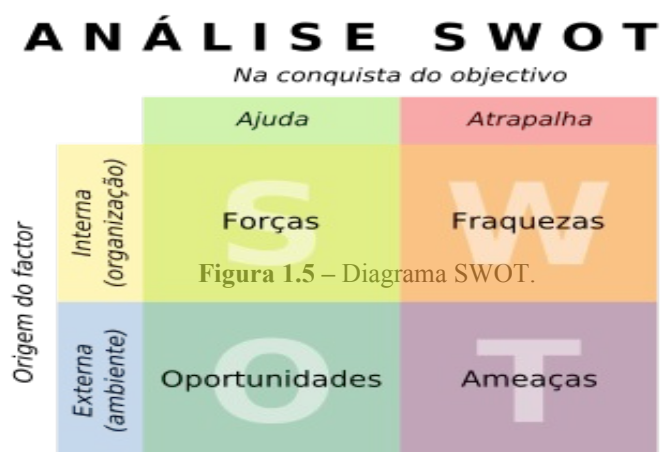 ANÁLISE SWOT
Na conquista do objectivo
Ajuda
Atrapalha
Origem do factor
Interna
(organização)
S
Forças
W
Fraquezas
Figura 1.5 – Diagrama SWOT.
Externa
(ambiente)
O
Oportunidades
T
Ameaças